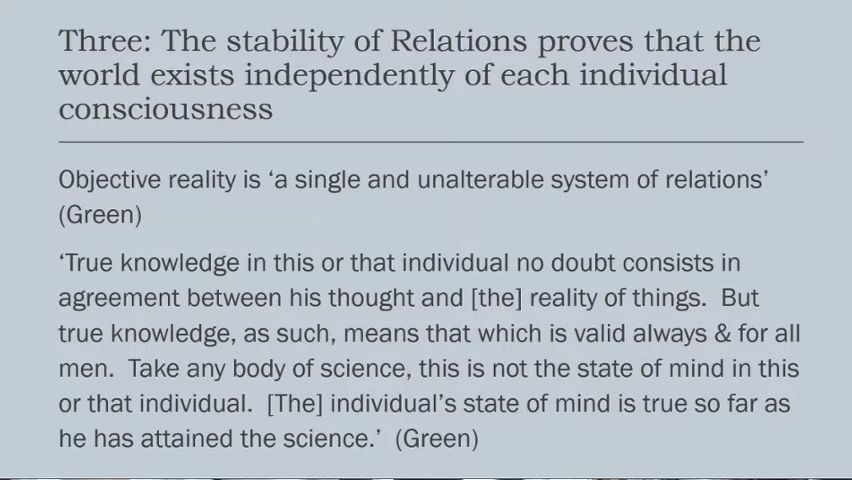 Three: The stability of Relations proves that the
world exists independently of each individual
consciousness
Objective reality is ‘a single and unalterable system of relations’
(Green)
‘True knowledge in this or that individual no doubt consists in
agreement between his thought and [the] reality of things.  But
true knowledge, as such, means that which is valid always & for all
men.  Take any body of science, this is not the state of mind in this
or that individual.  [The] individual’s state of mind is true so far as
he has attained the science.’  (Green)